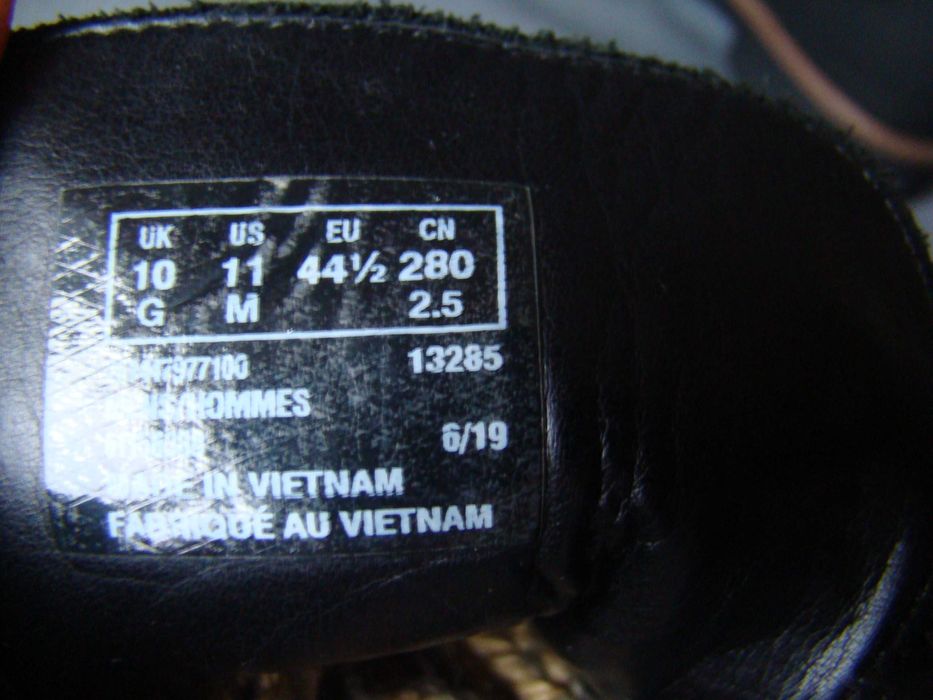 UK US EU CN
10 11 44½ 280
G M 2.5
13285
MENS/HOMMES
6/19
MADE IN VIETNAM
FABRIQUÉ AU VIETNAM